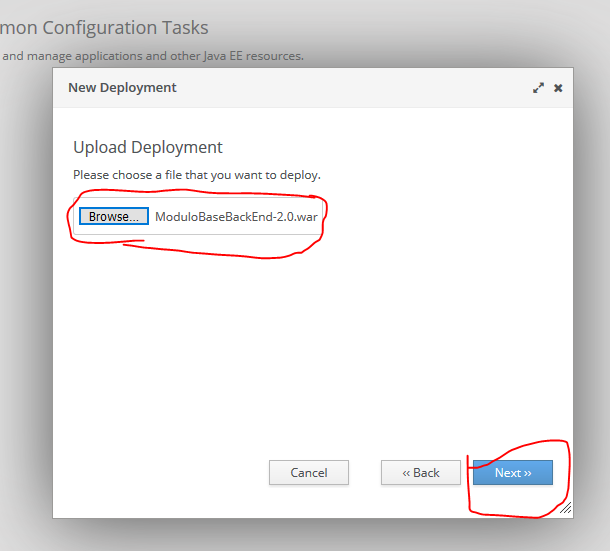 mon Configuration Tasks
and manage applications and other Java EE resources.
New Deployment
Upload Deployment
Please choose a file that you want to deploy.
Browse... ModuloBaseBackEnd-2.0.war
Cancel ‹‹ Back Next ››